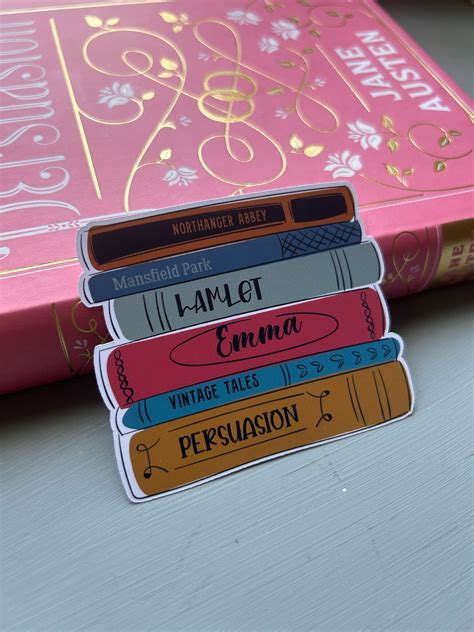 JANE
AUSTEN
NORTHANGER ABBEY
Mansfield Park
HAMLET
Emma
VINTAGE TALES
PERSUASION